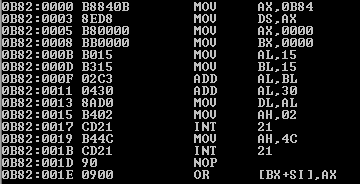 0B82:0000 B8840B MOV AX,0B84
0B82:0003 8ED8 MOV DS,AX
0B82:0005 B80000 MOV AX,0000
0B82:0008 BB0000 MOV BX,0000
0B82:000B B015 MOV AL,15
0B82:000D B315 MOV BL,15
0B82:000F 02C3 ADD AL,BL
0B82:0011 0430 ADD AL,30
0B82:0013 8AD0 MOV DL,AL
0B82:0015 B402 MOV AH,02
0B82:0017 CD21 INT 21
0B82:0019 B44C MOV AH,4C
0B82:001B CD21 INT 21
0B82:001D 90 NOP
0B82:001E 0900 OR [BX+SI],AX